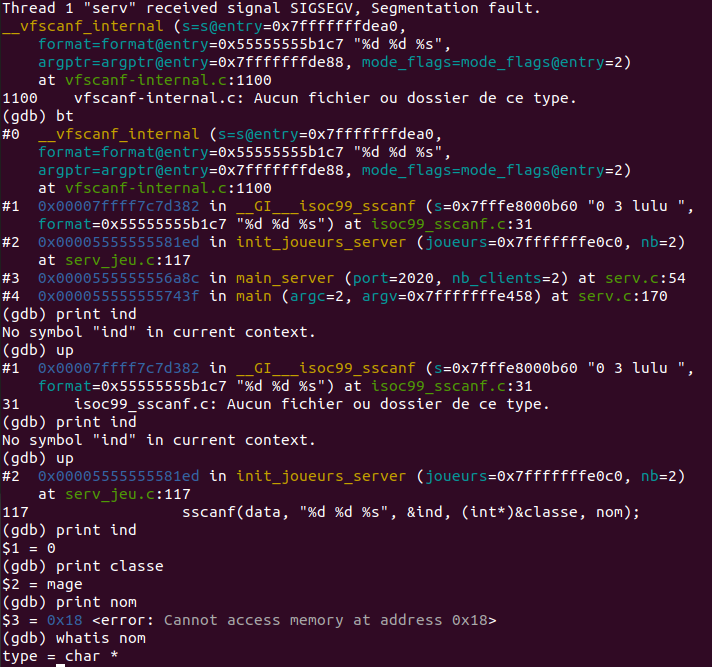 Thread 1 "serv" received signal SIGSEGV, Segmentation fault.
__vfscanf_internal (s=s@entry=0x7fffffffdea0,
    format=format@entry=0x55555555b1c7 "%d %d %s",
    argptr=argptr@entry=0x7fffffffde88, mode_flags=mode_flags@entry=2)
    at vfscanf-internal.c:1100
1100    vfscanf-internal.c: Aucun fichier ou dossier de ce type.
(gdb) bt
#0  __vfscanf_internal (s=s@entry=0x7fffffffdea0,
    format=format@entry=0x55555555b1c7 "%d %d %s",
    argptr=argptr@entry=0x7fffffffde88, mode_flags=mode_flags@entry=2)
    at vfscanf-internal.c:1100
#1  0x00007ffff7c7d382 in __GI___isoc99_sscanf (s=0x7fffe8000b60 "0 3 lulu ",
    format=0x55555555b1c7 "%d %d %s") at isoc99_sscanf.c:31
#2  0x00005555555581ed in init_joueurs_server (joueurs=0x7fffffffe0c0, nb=2)
    at serv_jeu.c:117
#3  0x0000555555556a8c in main_server (port=2020, nb_clients=2) at serv.c:54
#4  0x000055555555743f in main (argc=2, argv=0x7fffffffe458) at serv.c:170
(gdb) print ind
No symbol "ind" in current context.
(gdb) up
#1  0x00007ffff7c7d382 in __GI___isoc99_sscanf (s=0x7fffe8000b60 "0 3 lulu ",
    format=0x55555555b1c7 "%d %d %s") at isoc99_sscanf.c:31
31      isoc99_sscanf.c: Aucun fichier ou dossier de ce type.
(gdb) print ind
No symbol "ind" in current context.
(gdb) up
#2  0x00005555555581ed in init_joueurs_server (joueurs=0x7fffffffe0c0, nb=2)
    at serv_jeu.c:117
117                 sscanf(data, "%d %d %s", &ind, (int*)&classe, nom);
(gdb) print ind
$1 = 0
(gdb) print classe
$2 = mage
(gdb) print nom
$3 = 0x18 <error: Cannot access memory at address 0x18>
(gdb) whatis nom
type = char *